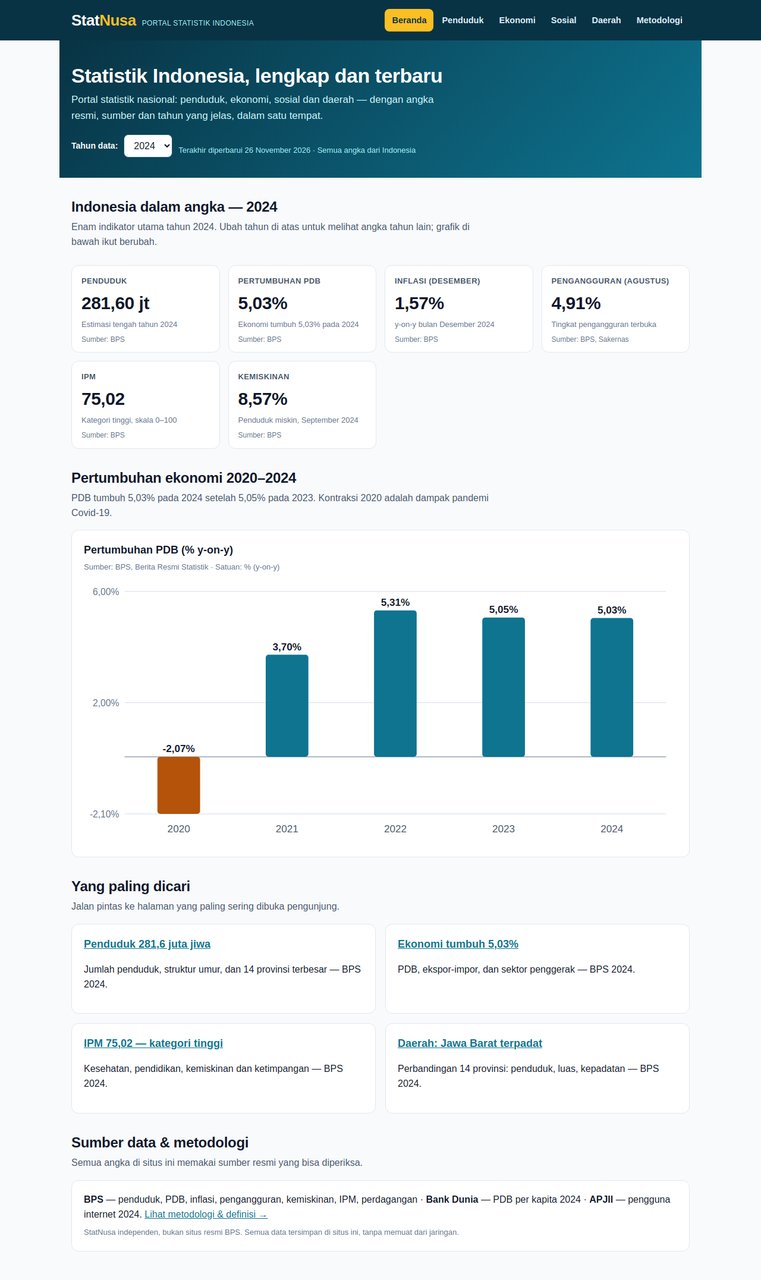 StatNusa PORTAL STATISTIK INDONESIA
Beranda Penduduk Ekonomi Sosial Daerah Metodologi
Statistik Indonesia, lengkap dan terbaru
Portal statistik nasional: penduduk, ekonomi, sosial dan daerah — dengan angka
resmi, sumber dan tahun yang jelas, dalam satu tempat.
Tahun data: 2024 Terakhir diperbarui 26 November 2026 · Semua angka dari Indonesia
Indonesia dalam angka — 2024
Enam indikator utama tahun 2024. Ubah tahun di atas untuk melihat angka tahun lain; grafik di
bawah ikut berubah.
PENDUDUK
281,60 jt
Estimasi tengah tahun 2024
Sumber: BPS
PERTUMBUHAN PDB
5,03%
Ekonomi tumbuh 5,03% pada 2024
Sumber: BPS
INFLASI (DESEMBER)
1,57%
y-on-y bulan Desember 2024
Sumber: BPS
PENGANGGURAN (AGUSTUS)
4,91%
Tingkat pengangguran terbuka
Sumber: BPS, Sakernas
IPM
75,02
Kategori tinggi, skala 0–100
Sumber: BPS
KEMISKINAN
8,57%
Penduduk miskin, September 2024
Sumber: BPS
Pertumbuhan ekonomi 2020–2024
PDB tumbuh 5,03% pada 2024 setelah 5,05% pada 2023. Kontraksi 2020 adalah dampak pandemi
Covid-19.
Pertumbuhan PDB (% y-on-y)
Sumber: BPS, Berita Resmi Statistik · Satuan: % (y-on-y)
6,00%
2,00%
-2,10%
-2,07%
3,70%
5,31%
5,05%
5,03%
2020 2021 2022 2023 2024
Yang paling dicari
Jalan pintas ke halaman yang paling sering dibuka pengunjung.
Penduduk 281,6 juta jiwa
Jumlah penduduk, struktur umur, dan 14 provinsi terbesar — BPS
2024.
Ekonomi tumbuh 5,03%
PDB, ekspor-impor, dan sektor penggerak — BPS 2024.
IPM 75,02 — kategori tinggi
Kesehatan, pendidikan, kemiskinan dan ketimpangan — BPS
2024.
Daerah: Jawa Barat terpadat
Perbandingan 14 provinsi: penduduk, luas, kepadatan — BPS
2024.
Sumber data & metodologi
Semua angka di situs ini memakai sumber resmi yang bisa diperiksa.
BPS — penduduk, PDB, inflasi, pengangguran, kemiskinan, IPM, perdagangan · Bank Dunia — PDB per kapita 2024 · APJII — pengguna
internet 2024. Lihat metodologi & definisi →
StatNusa independen, bukan situs resmi BPS. Semua data tersimpan di situs ini, tanpa memuat dari jaringan.